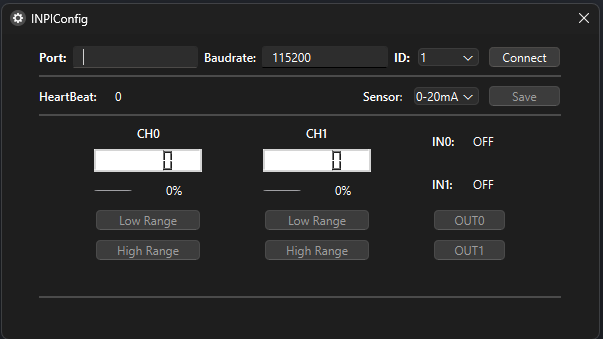 INPIConfig
Port: Baudrate: 115200 ID: 1 Connect
HeartBeat: 0 Sensor: 0-20mA Save
CH0 CH1 IN0: OFF
0 0
0% 0% IN1: OFF
Low Range Low Range OUT0
High Range High Range OUT1